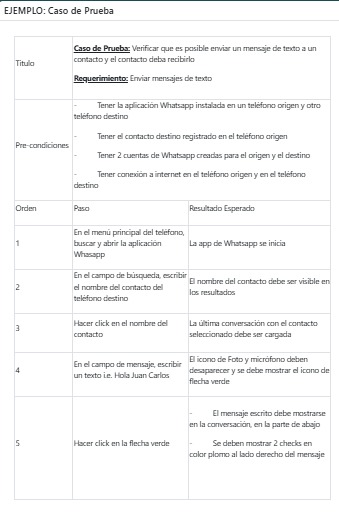 EJEMPLO: Caso de Prueba
Titulo
Caso de Prueba: Verificar que es posible enviar un mensaje de texto a un
contacto y el contacto deba recibirlo
Requerimiento: Enviar mensajes de texto
Pre-condiciones
- Tener la aplicación Whatsapp instalada en un teléfono origen y otro
teléfono destino
- Tener el contacto destino registrado en el teléfono origen
- Tener 2 cuentas de Whatsapp creadas para el origen y el destino
- Tener conexión a internet en el teléfono origen y en el teléfono
destino
Orden Paso Resultado Esperado
1
En el menú principal del teléfono,
buscar y abrir la aplicación
Whasapp
La app de Whatsapp se inicia
2
En el campo de búsqueda, escribir
el nombre del contacto del
teléfono destino
El nombre del contacto debe ser visible en
los resultados
3
Hacer click en el nombre del
contacto
La última conversación con el contacto
seleccionado debe ser cargada
4
En el campo de mensaje, escribir
un texto i.e. Hola Juan Carlos
El icono de Foto y micrófono deben
desaparecer y se debe mostrar el ícono de
flecha verde
5
Hacer click en la flecha verde
- El mensaje escrito debe mostrarse
en la conversación, en la parte de abajo
- Se deben mostrar 2 checks en
color plomo al lado derecho del mensaje